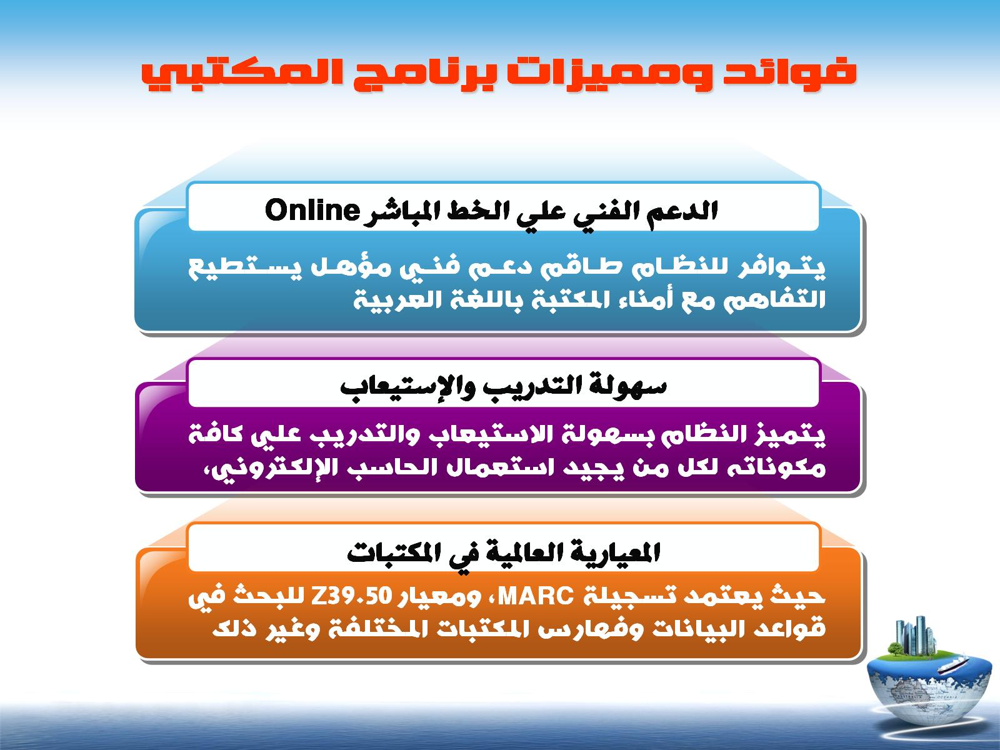 فوائد ومميزات برنامج المكتبي
الدعم الفني علي الخط المباشر Online
يتوافر للنظام طاقم دعم فني مؤهل يستطيع
التفاهم مع أمناء المكتبة باللغة العربية
سهولة التدريب والإستيعاب
يتميز النظام بسهولة الاستيعاب والتدريب علي كافة
مكوناته لكل من يجيد استعمال الحاسب الإلكتروني،
المعيارية العالمية في المكتبات
حيث يعتمد تسجيلة MARC، ومعيار Z39.50 للبحث في
قواعد البيانات وفهارس المكتبات المختلفة وغير ذلك
AUSTRALIA
OCEANIA